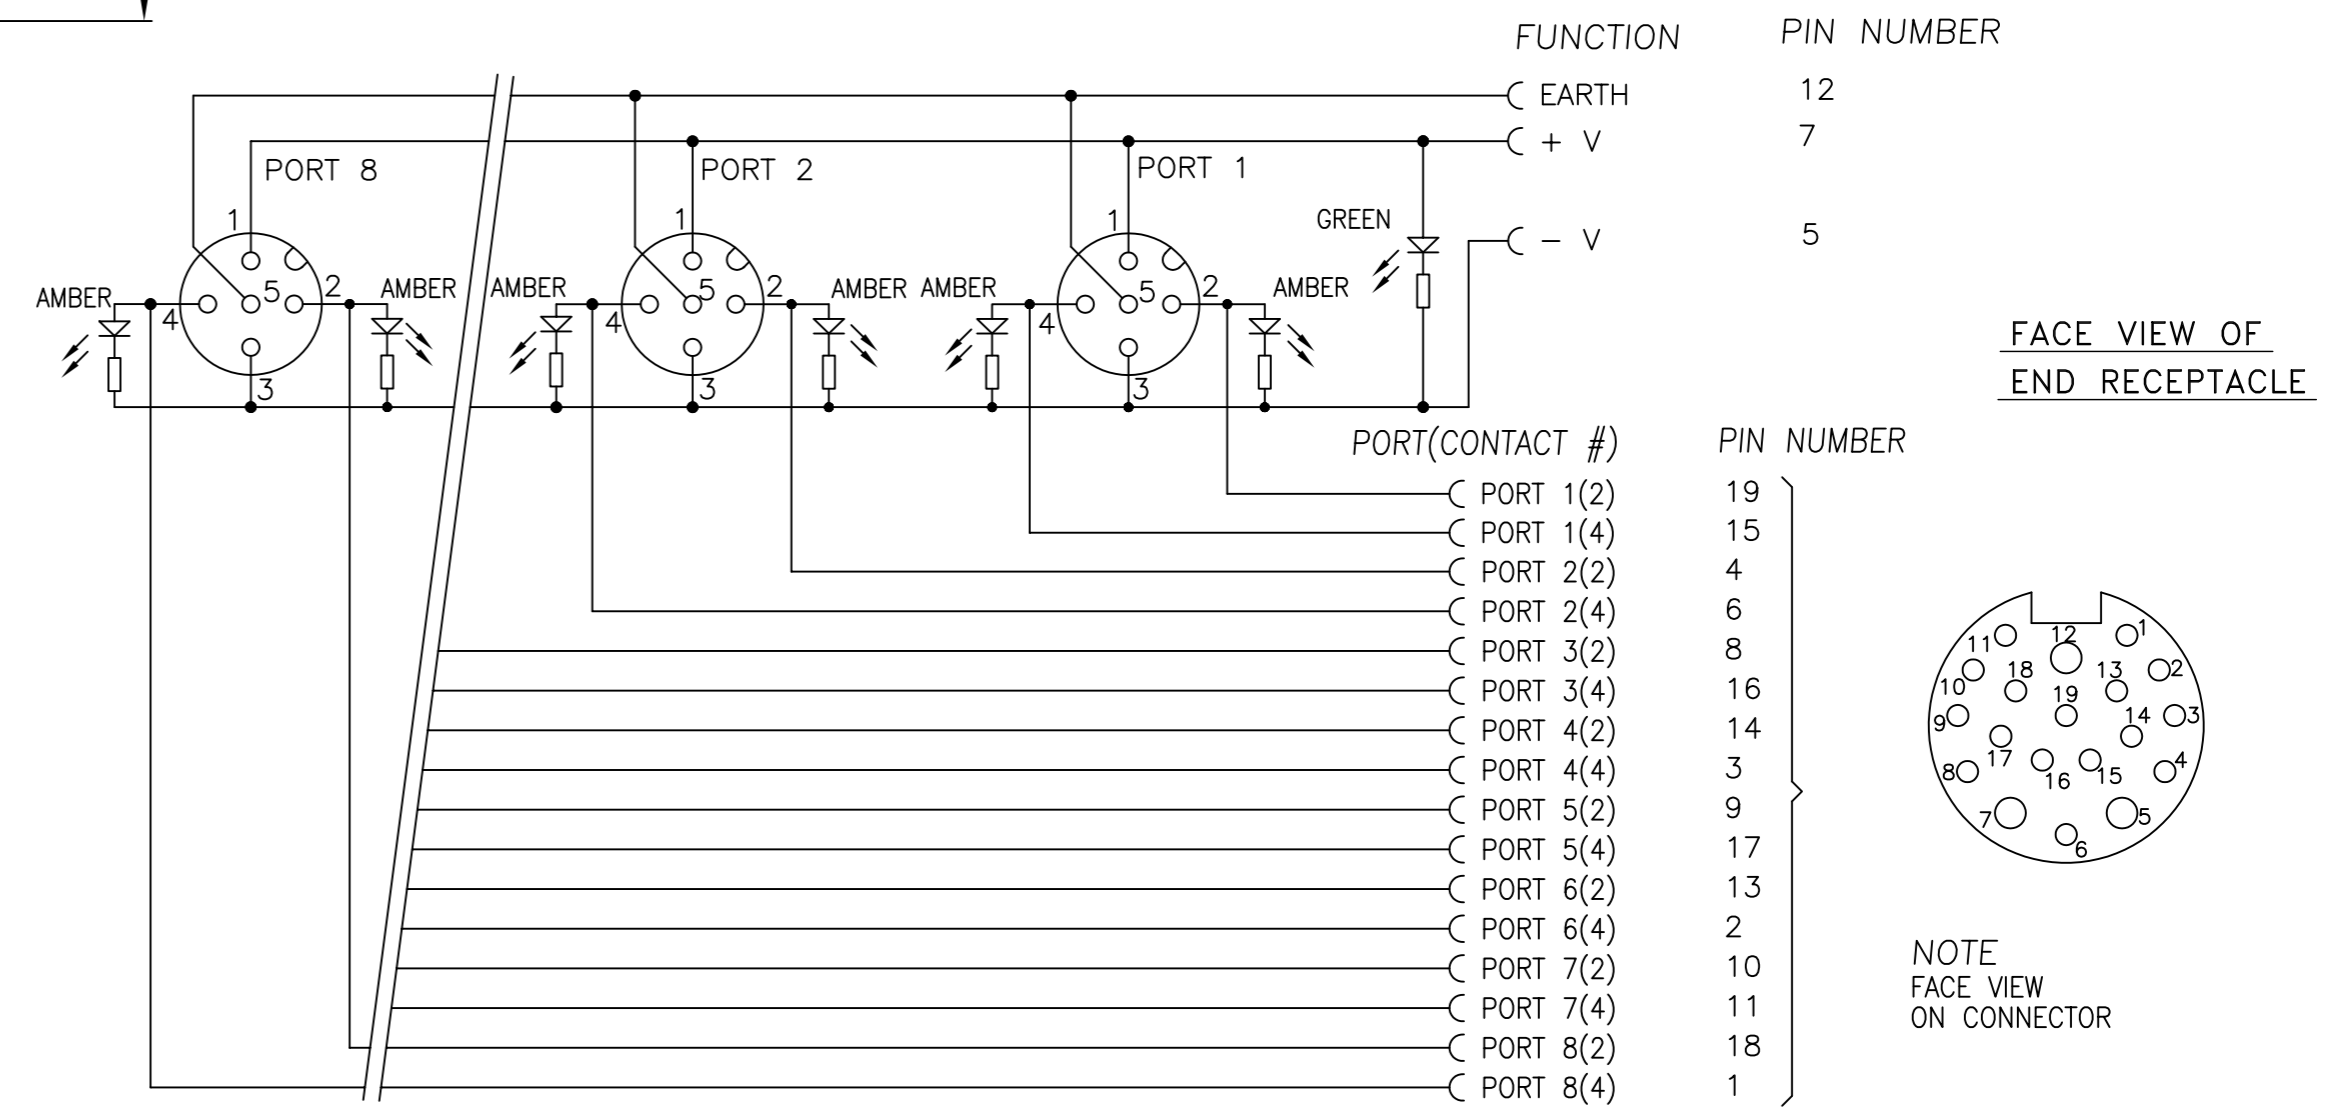 FUNCTION PIN NUMBER
EARTH 12
+ V 7
- V 5
PORT 8 PORT 2 PORT 1
GREEN
1 1 1
AMBER 4 5 2 AMBER AMBER 4 5 2 AMBER AMBER 4 5 2 AMBER
3 3 3
FACE VIEW OF
END RECEPTACLE
PORT(CONTACT #) PIN NUMBER
PORT 1(2) 19
PORT 1(4) 15
PORT 2(2) 4
PORT 2(4) 6
PORT 3(2) 8
PORT 3(4) 16
PORT 4(2) 14
PORT 4(4) 3
PORT 5(2) 9
PORT 5(4) 17
PORT 6(2) 13
PORT 6(4) 2
PORT 7(2) 10
PORT 7(4) 11
PORT 8(2) 18
PORT 8(4) 1
11 12 1
10 18 13 2
19
9 14 3
8 17 16 15 4
7 5
6
NOTE
FACE VIEW
ON CONNECTOR